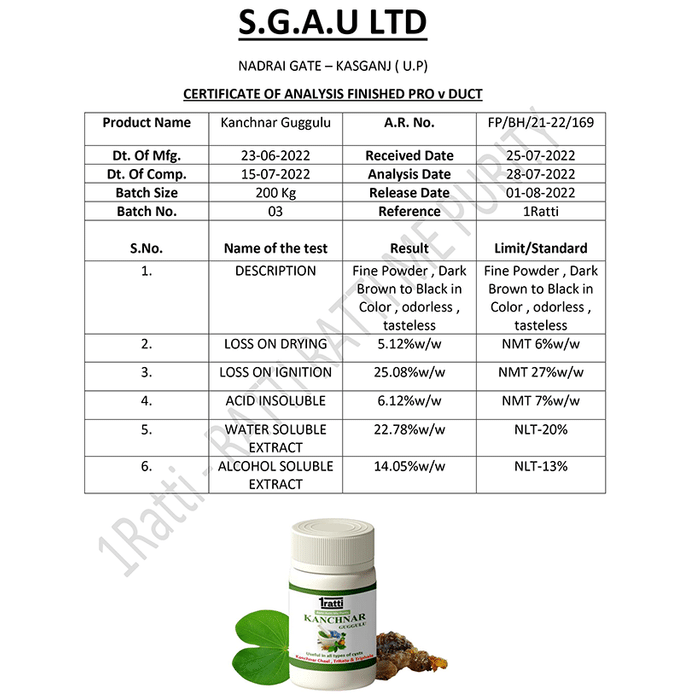 S.G.A.U LTD
NADRAI GATE – KASGANJ ( U.P)
CERTIFICATE OF ANALYSIS FINISHED PRO v DUCT
Product Name Kanchnar Guggulu A.R. No. FP/BH/21-22/169
Dt. Of Mfg. 23-06-2022 Received Date 25-07-2022
Dt. Of Comp. 15-07-2022 Analysis Date 28-07-2022
Batch Size 200 Kg Release Date 01-08-2022
Batch No. 03 Reference 1Ratti
S.No. Name of the test Result Limit/Standard
1. DESCRIPTION Fine Powder , Dark Fine Powder , Dark
Brown to Black in Brown to Black in
Color , odorless , Color , odorless ,
tasteless tasteless
2. LOSS ON DRYING 5.12%w/w NMT 6%w/w
3. LOSS ON IGNITION 25.08%w/w NMT 27%w/w
4. ACID INSOLUBLE 6.12%w/w NMT 7%w/w
5. WATER SOLUBLE 22.78%w/w NLT-20%
EXTRACT
6. ALCOHOL SOLUBLE 14.05%w/w NLT-13%
EXTRACT
1Ratti - RATTI RATTI ME PURITY
1ratti
KANCHNAR
GUGGULU
Useful in all types of cysts
Kanchnar Chaal , Trikatu & Triphala